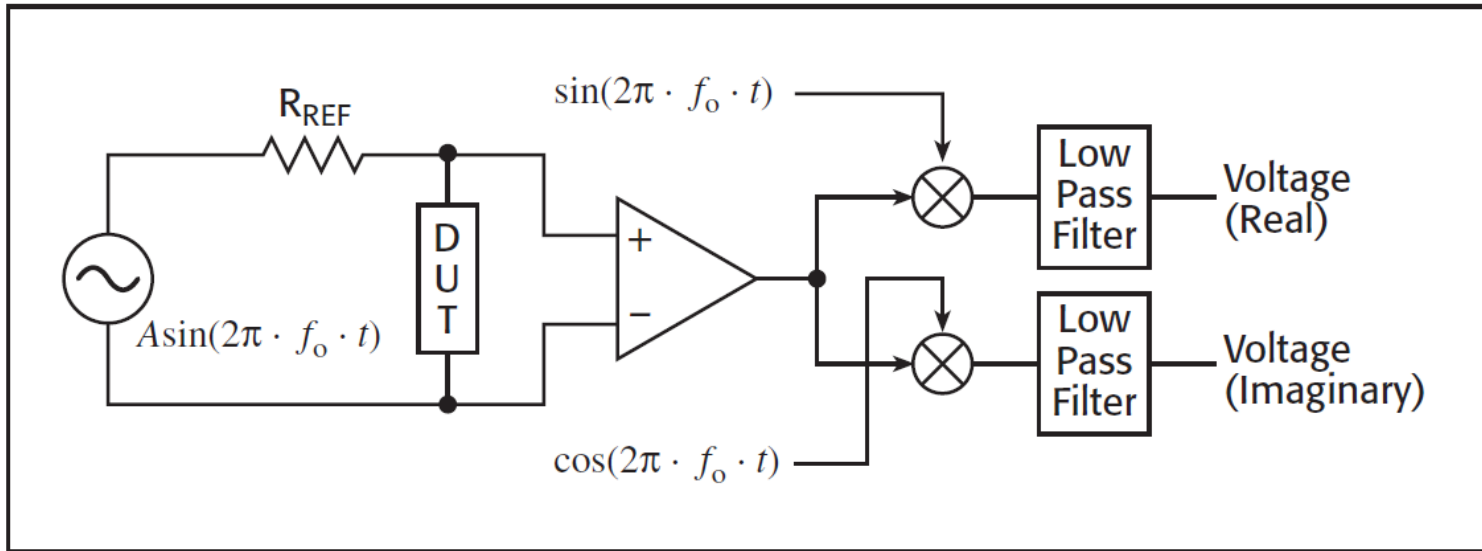 sin(2π · fₒ · t)
R_REF
Low
Pass
Filter
Voltage
(Real)
D
U
T
+
−
Asin(2π · fₒ · t)
Low
Pass
Filter
Voltage
(Imaginary)
cos(2π · fₒ · t)